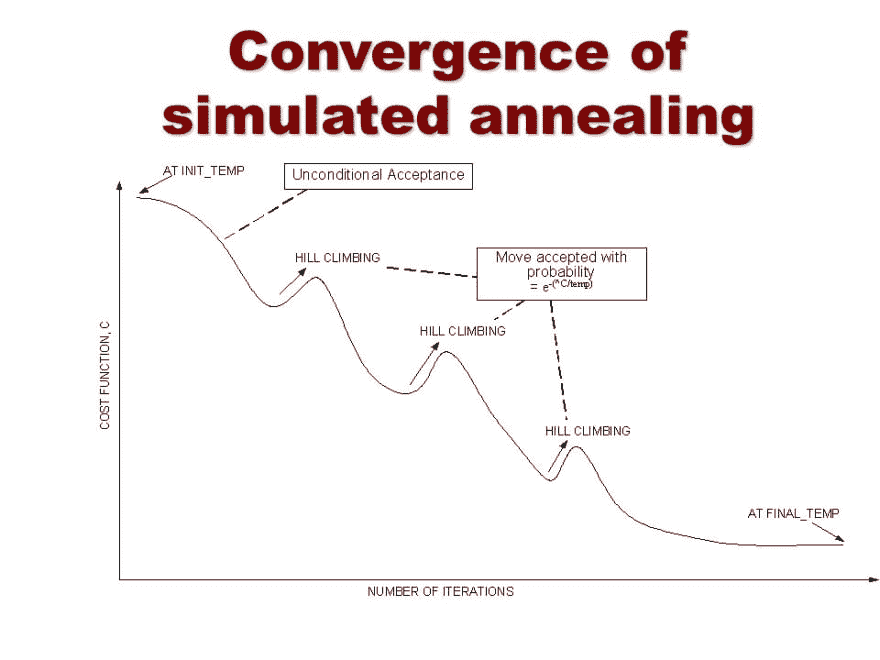 Convergence of
simulated annealing
AT INIT_TEMP
Unconditional Acceptance
HILL CLIMBING
Move accepted with
probability
= e-(^C/temp)
HILL CLIMBING
HILL CLIMBING
COST FUNCTION, C
AT FINAL_TEMP
NUMBER OF ITERATIONS